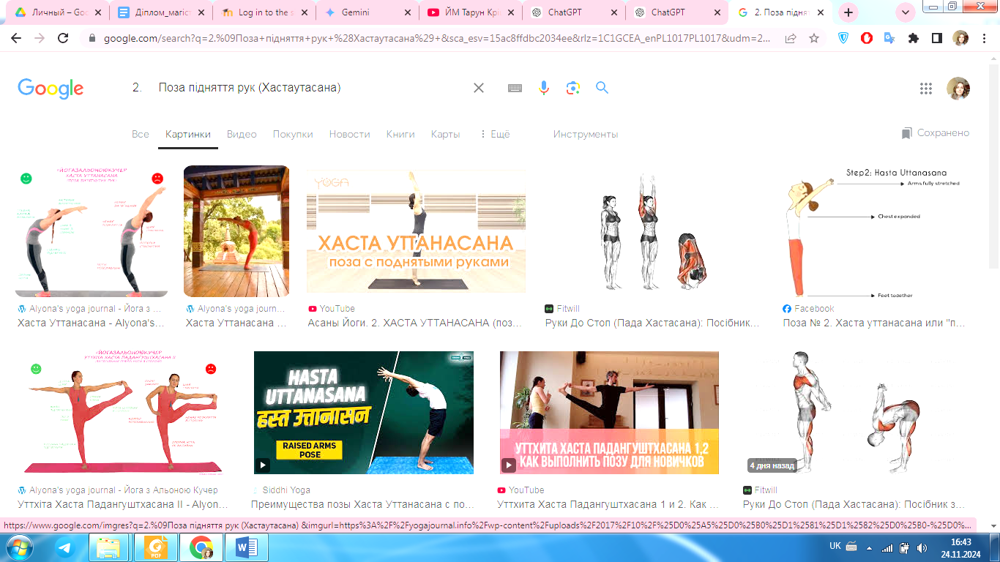 Личный – Goo
Діплом_магіст
Log in to the s
Gemini
ЙМ Тарун Крі
ChatGPT
ChatGPT
2. Поза піднят
google.com/search?q=2.%09Поза+підняття+рук+%28Хастаутасана%29+&sca_esv=15ac8ffdbc2034ee&rlz=1C1GCEA_enPL1017PL1017&udm=2...
Google
2. Поза підняття рук (Хастаутасана)
Все
Картинки
Видео
Покупки
Новости
Книги
Карты
Ещё
Инструменты
Сохранено
#ЙОГАЗАЛЬОНОЮКУЧЕР
ХАСТА УТТАНАСАНА
YOGA
ХАСТА УТТАНАСАНА
поза с поднятыми руками
Step2: Hasta Uttanasana
Arms fully stretched
Chest expanded
Feet together
Alyona's yoga journal - Йога з ...
Хаста Уттанасана - Alyona's...
Alyona's yoga journ...
Хаста Уттанасана ...
YouTube
Асаны Йоги. 2. ХАСТА УТТАНАСАНА (поз...
Fitwill
Руки До Стоп (Пада Хастасана): Посібник...
Facebook
Поза № 2. Хаста уттанасана или "п...
#ЙОГАЗАЛЬОНОЮКУЧЕР
УТТХІТА ХАСТА ПАДАНГУШТХАСАНА II
HASTA
UTTANASANA
हस्त उत्तानासन
RAISED ARMS
POSE
УТТХИТА ХАСТА ПАДАНГУШТХАСАНА 1,2
КАК ВЫПОЛНИТЬ ПОЗУ ДЛЯ НОВИЧКОВ
4 дня назад
Alyona's yoga journal - Йога з Альоною Кучер
Уттхіта Хаста Падангуштхасана II - Alyon...
Siddhi Yoga
Преимущества позы Хаста Уттанасана с по...
YouTube
Уттхита Хаста Падангуштхасана 1 и 2. Как ...
Fitwill
Руки До Стоп (Пада Хастасана): Посібник з...
https://www.google.com/imgres?q=2.%09Поза підняття рук (Хастаутасана) &imgurl=https%3A%2F%2Fyogajournal.info%2Fwp-content%2Fuploads%2F2017%2F10%2F%25D0%25A5%25D0%25B0%25D1%2581%25D1%2582%25D0%25B0-%25D0%...
PDF
UK
16:43
24.11.2024